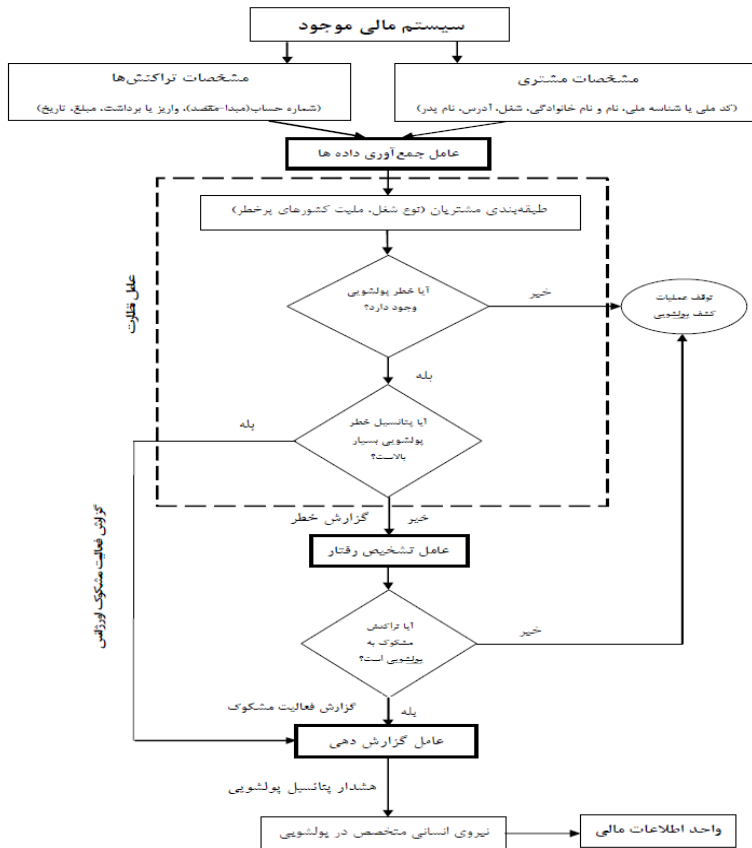 سیستم مالی موجود
مشخصات مشتری
(کد ملی یا شناسه ملی، نام و نام خانوادگی، شغل، آدرس، نام پدر)
مشخصات تراکنش‌ها
(شماره حساب(مبدا-مقصد)، واریز یا برداشت، مبلغ، تاریخ)
عامل جمع‌آوری داده ها
عامل نظارت
طبقه‌بندی مشتریان (نوع شغل، ملیت کشورهای پرخطر)
آیا خطر پولشویی
وجود دارد؟
خیر
توقف عملیات
کشف پولشویی
بله
آیا پتانسیل خطر
پولشویی بسیار
بالاست؟
بله
گزارش فعالیت مشکوک اورژانس
خیر
گزارش خطر
عامل تشخیص رفتار
آیا تراکنش
مشکوک به
پولشویی است؟
خیر
بله
گزارش فعالیت مشکوک
عامل گزارش دهی
هشدار پتانسیل پولشویی
نیروی انسانی متخصص در پولشویی
واحد اطلاعات مالی